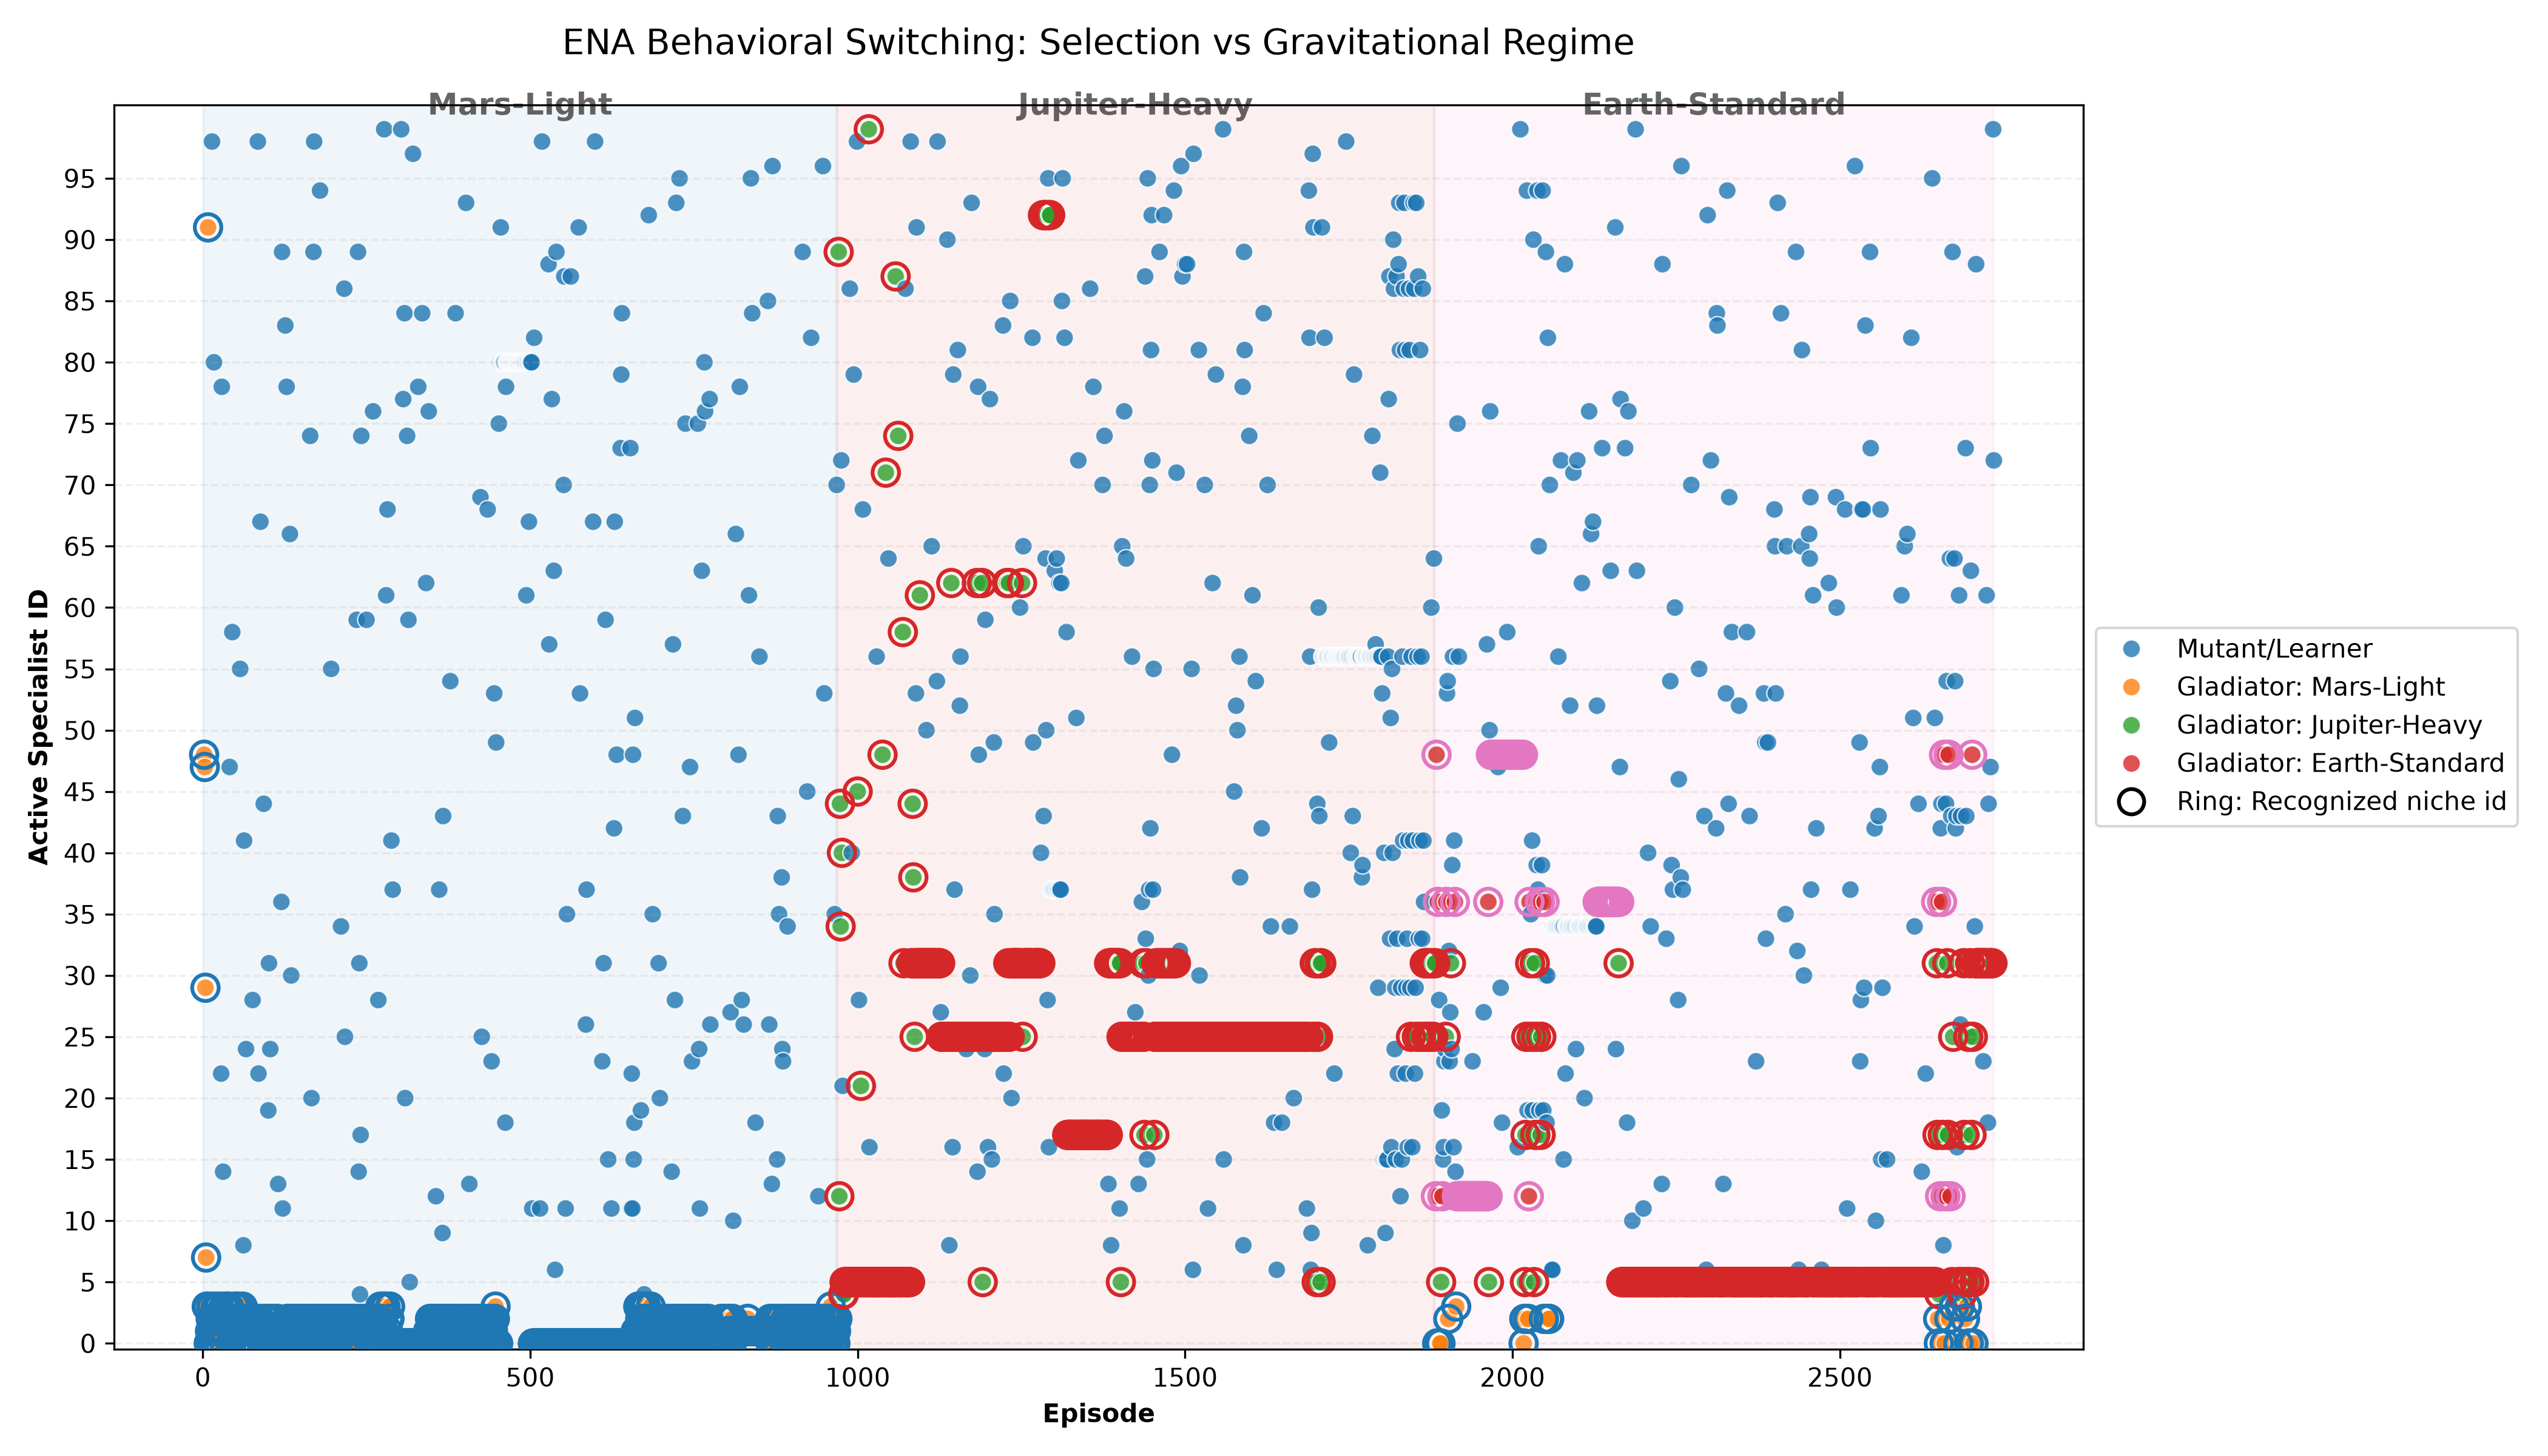 ENA Behavioral Switching: Selection vs Gravitational Regime
Mars-Light
Jupiter-Heavy
Earth-Standard
95
90
85
80
75
70
65
60
55
50
45
40
35
30
25
20
15
10
5
0
Active Specialist ID
0
500
1000
1500
2000
2500
Episode
Mutant/Learner
Gladiator: Mars-Light
Gladiator: Jupiter-Heavy
Gladiator: Earth-Standard
Ring: Recognized niche id